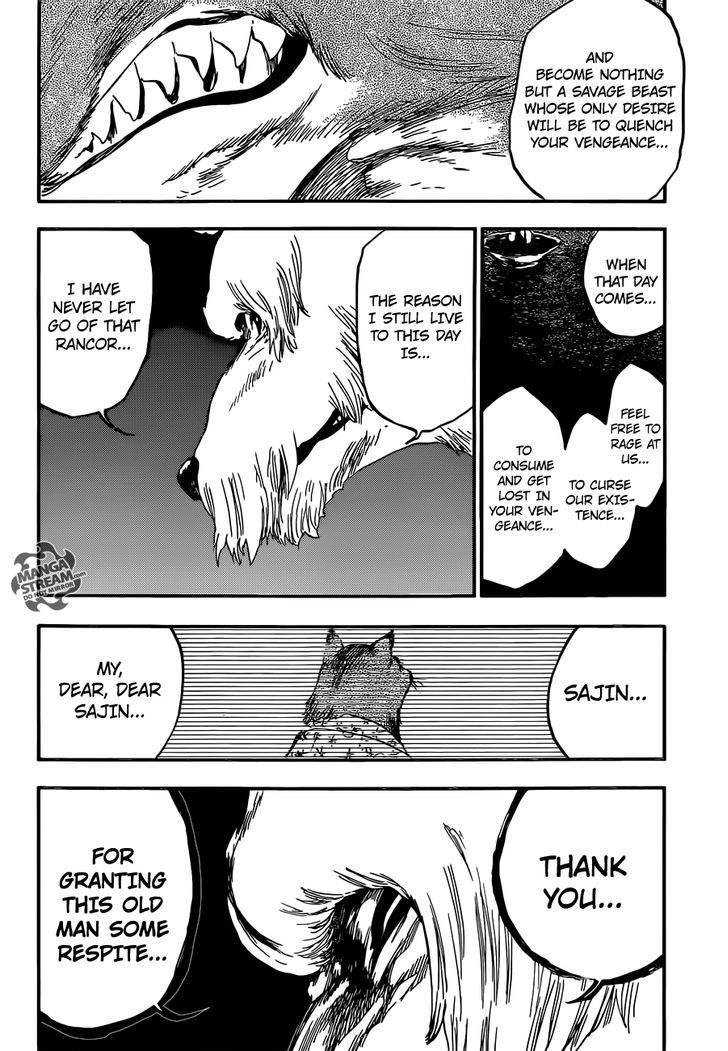 AND
BECOME NOTHING
BUT A SAVAGE BEAST
WHOSE ONLY DESIRE
WILL BE TO QUENCH
YOUR VENGEANCE...
WHEN
THAT DAY
COMES...
FEEL
FREE TO
RAGE AT
US...
TO CURSE
OUR EXIS-
TENCE...
TO
CONSUME
AND GET
LOST IN
YOUR VEN-
GEANCE...
THE REASON
I STILL LIVE
TO THIS DAY
IS...
I HAVE
NEVER LET
GO OF THAT
RANCOR...
MANGA
STREAM.com
DO NOT MIRROR!
SAJIN...
MY,
DEAR, DEAR
SAJIN...
THANK
YOU...
FOR
GRANTING
THIS OLD
MAN SOME
RESPITE...